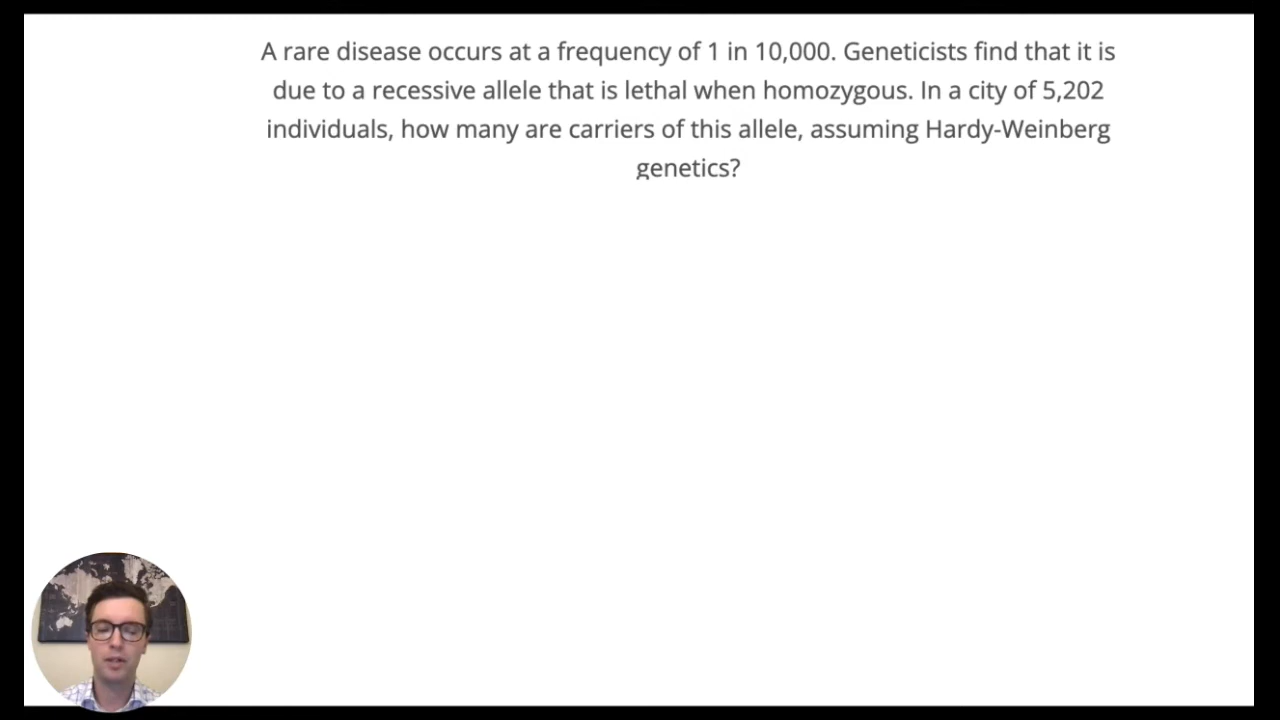 A rare disease occurs at a frequency of 1 in 10,000. Geneticists find that it is
due to a recessive allele that is lethal when homozygous. In a city of 5,202
individuals, how many are carriers of this allele, assuming Hardy-Weinberg
genetics?